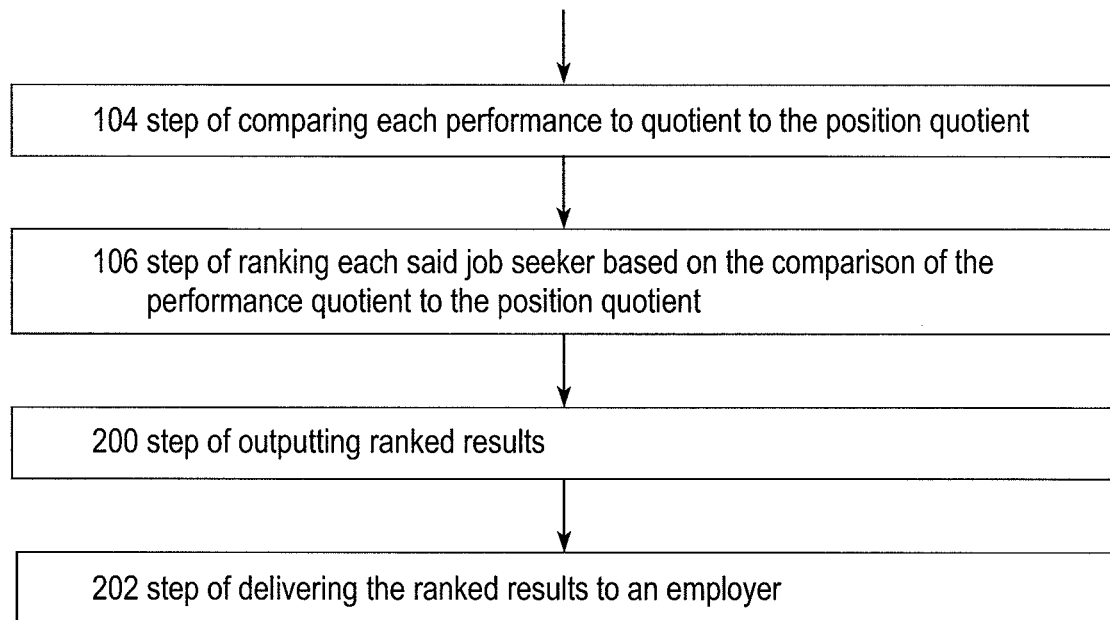 104 step of comparing each performance to quotient to the position quotient
106 step of ranking each said job seeker based on the comparison of the
performance quotient to the position quotient
200 step of outputting ranked results
202 step of delivering the ranked results to an employer